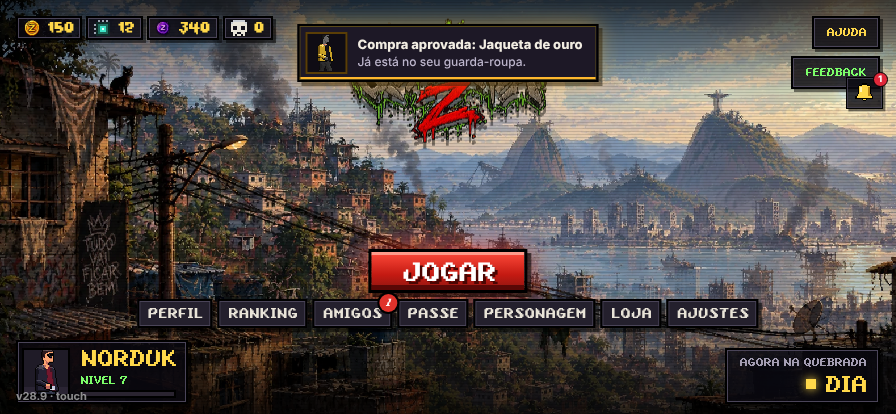 150
12
340
0
Compra aprovada: Jaqueta de ouro
Já está no seu guarda-roupa.
AJUDA
FEEDBACK
1
Z
TUDO
VAI
FICAR
BEM
JOGAR
PERFIL
RANKING
AMIGOS
PASSE
PERSONAGEM
LOJA
AJUSTES
NORDUK
NIVEL 7
v28.9 · touch
AGORA NA QUEBRADA
DIA